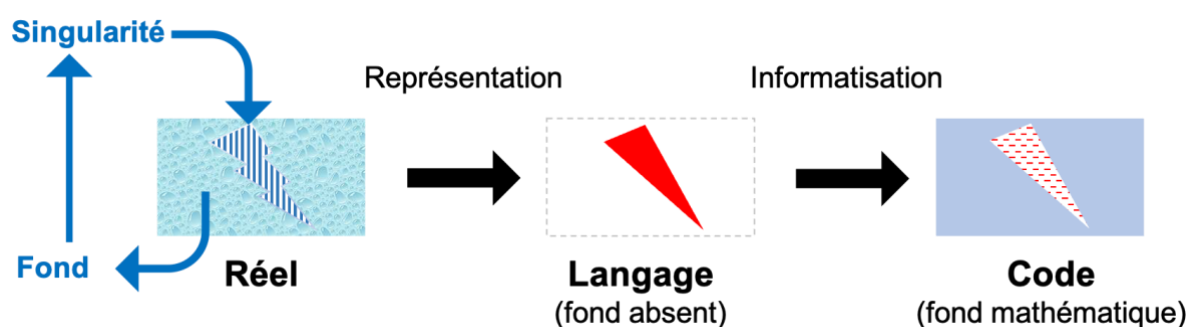 Singularité
Représentation
Informatisation
Fond
Réel
Langage
(fond absent)
Code
(fond mathématique)